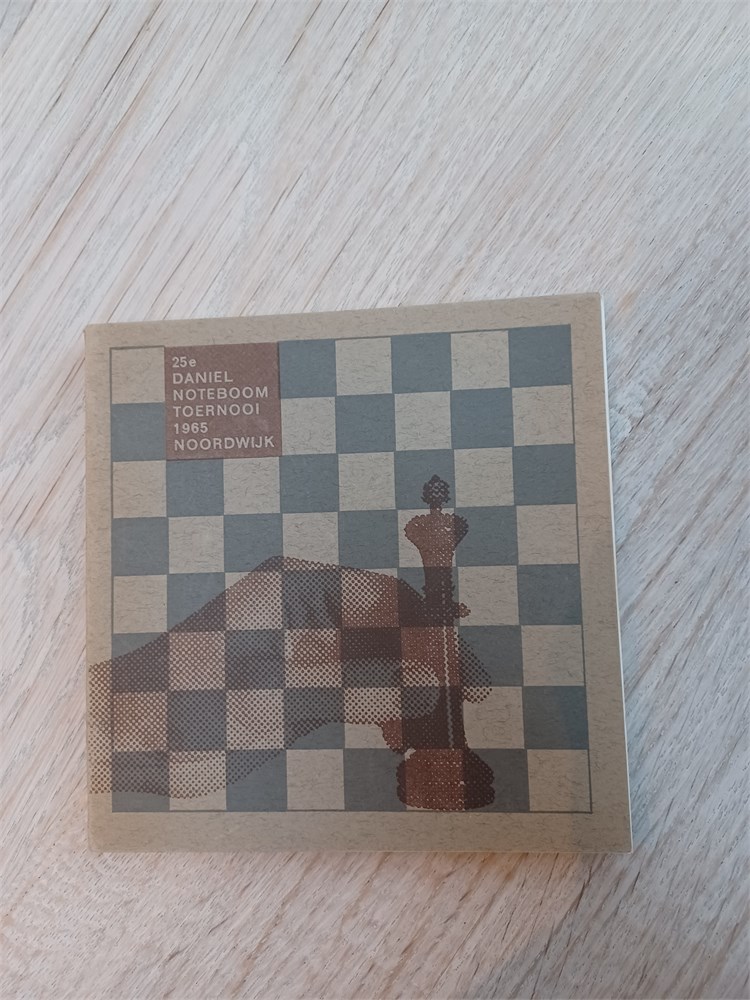 25e
DANIEL
NOTEBOOM
TOERNOOI
1965
NOORDWIJK